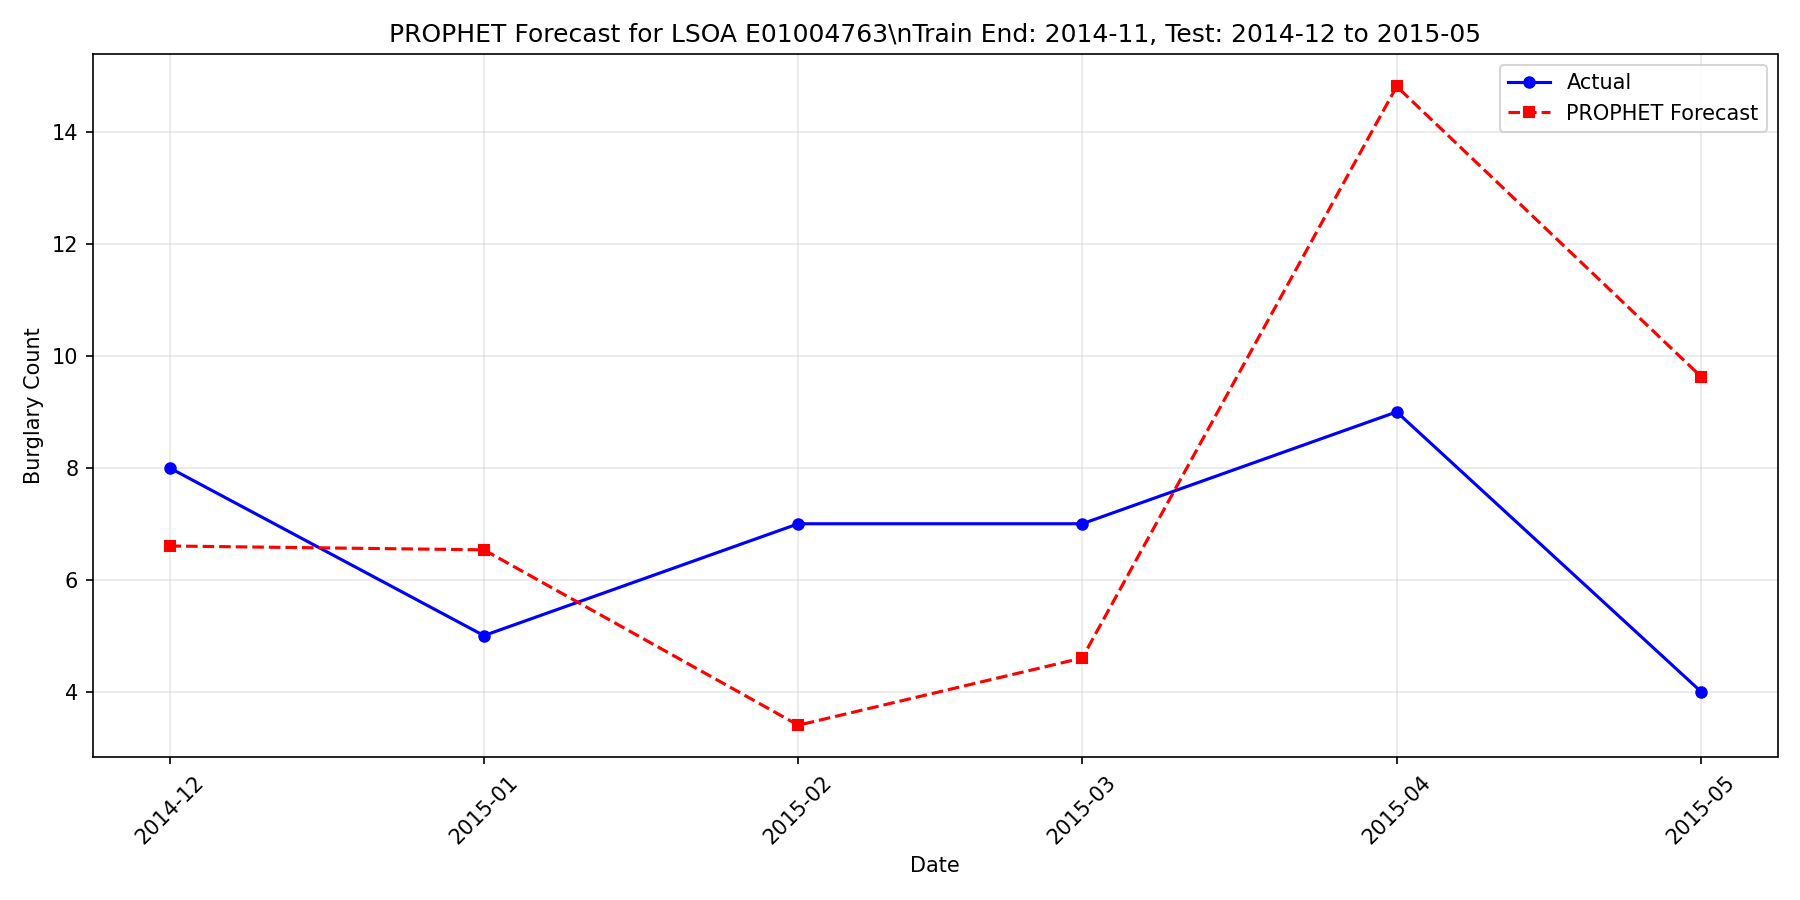 PROPHET Forecast for LSOA E01004763\nTrain End: 2014-11, Test: 2014-12 to 2015-05
Actual
PROPHET Forecast
Burglary Count
14
12
10
8
6
4
2014-12
2015-01
2015-02
2015-03
2015-04
2015-05
Date